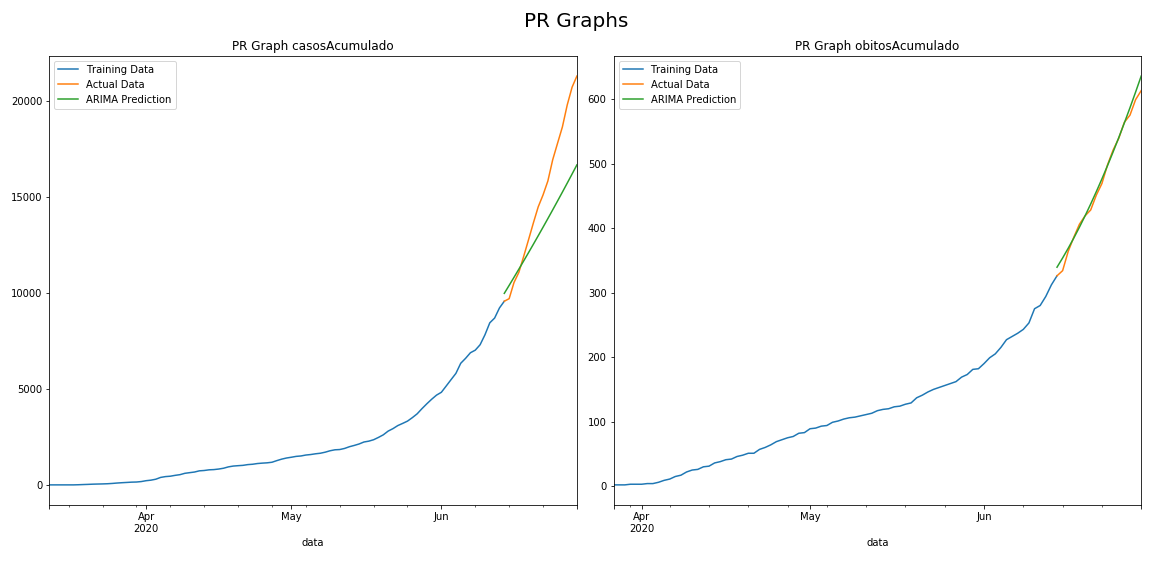 PR Graphs
PR Graph casosAcumulado
Training Data
Actual Data
ARIMA Prediction
20000
15000
10000
5000
0
Apr
2020
May
Jun
data
PR Graph obitosAcumulado
Training Data
Actual Data
ARIMA Prediction
600
500
400
300
200
100
0
Apr
2020
May
Jun
data